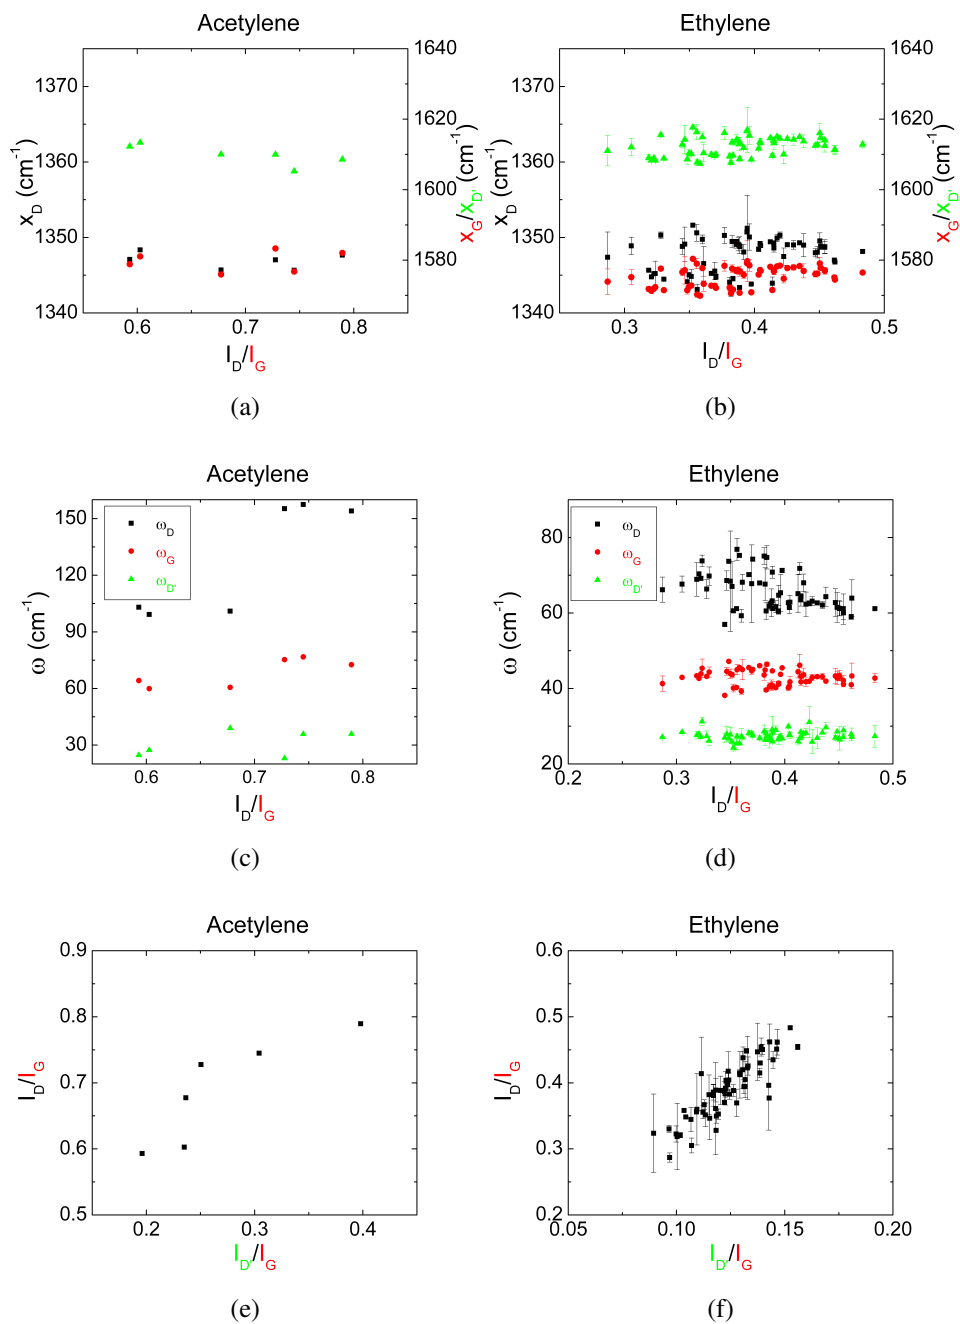 Acetylene
1370
1360
1350
1340
x_D (cm⁻¹)
1640
1620
1600
1580
x_G/x_D' (cm⁻¹)
0.6 0.7 0.8
I_D/I_G
(a)
Ethylene
1370
1360
1350
1340
x_D (cm⁻¹)
1640
1620
1600
1580
x_G/x_D' (cm⁻¹)
0.3 0.4 0.5
I_D/I_G
(b)
Acetylene
150
120
90
60
30
ω (cm⁻¹)
ω_D
ω_G
ω_D'
0.6 0.7 0.8
I_D/I_G
(c)
Ethylene
80
60
40
20
ω (cm⁻¹)
ω_D
ω_G
ω_D'
0.2 0.3 0.4 0.5
I_D/I_G
(d)
Acetylene
0.9
0.8
0.7
0.6
0.5
I_D/I_G
0.2 0.3 0.4
I_D'/I_G
(e)
Ethylene
0.6
0.5
0.4
0.3
0.2
I_D/I_G
0.05 0.10 0.15 0.20
I_D'/I_G
(f)